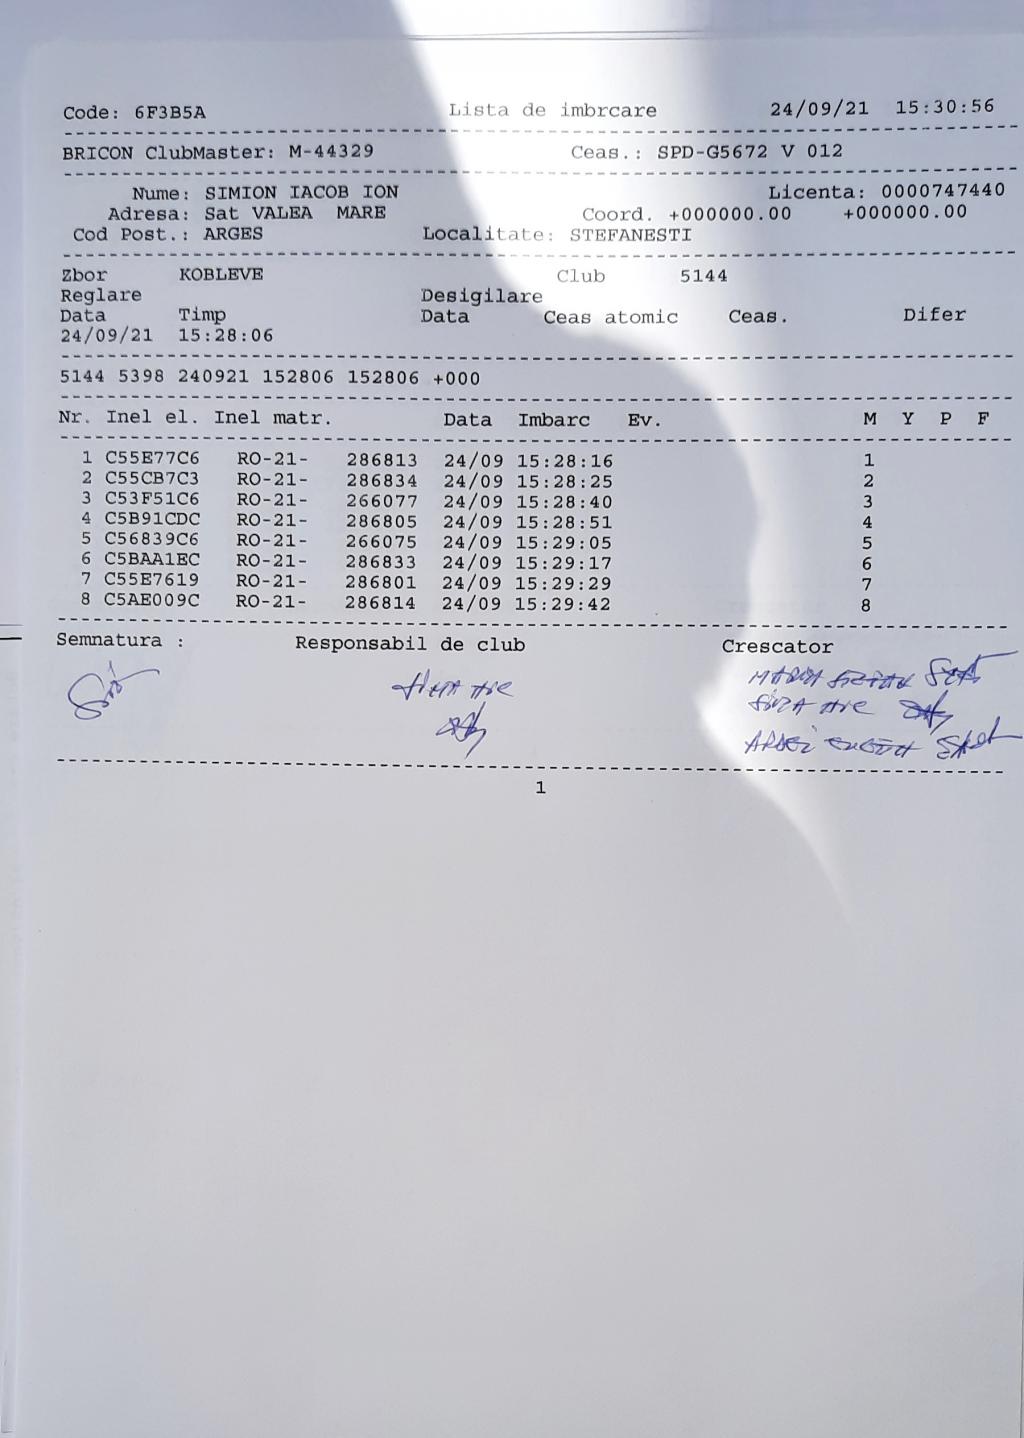 Code: 6F3B5A Lista de imbrcare 24/09/21 15:30:56
BRICON ClubMaster: M-44329 Ceas.: SPD-G5672 V 012
Nume: SIMION IACOB ION Licenta: 0000747440
Adresa: Sat VALEA MARE Coord. +000000.00 +000000.00
Cod Post.: ARGES Localitate: STEFANESTI
Zbor KOBLEVE Club 5144
Reglare Desigilare
Data Timp Data Ceas atomic Ceas. Difer
24/09/21 15:28:06
5144 5398 240921 152806 152806 +000
Nr. Inel el. Inel matr. Data Imbarc Ev. M Y P F
1 C55E77C6 RO-21- 286813 24/09 15:28:16 1
2 C55CB7C3 RO-21- 286834 24/09 15:28:25 2
3 C53F51C6 RO-21- 266077 24/09 15:28:40 3
4 C5B91CDC RO-21- 286805 24/09 15:28:51 4
5 C56839C6 RO-21- 266075 24/09 15:29:05 5
6 C5BAA1EC RO-21- 286833 24/09 15:29:17 6
7 C55E7619 RO-21- 286801 24/09 15:29:29 7
8 C5AE009C RO-21- 286814 24/09 15:29:42 8
Semnatura : Responsabil de club Crescator
1